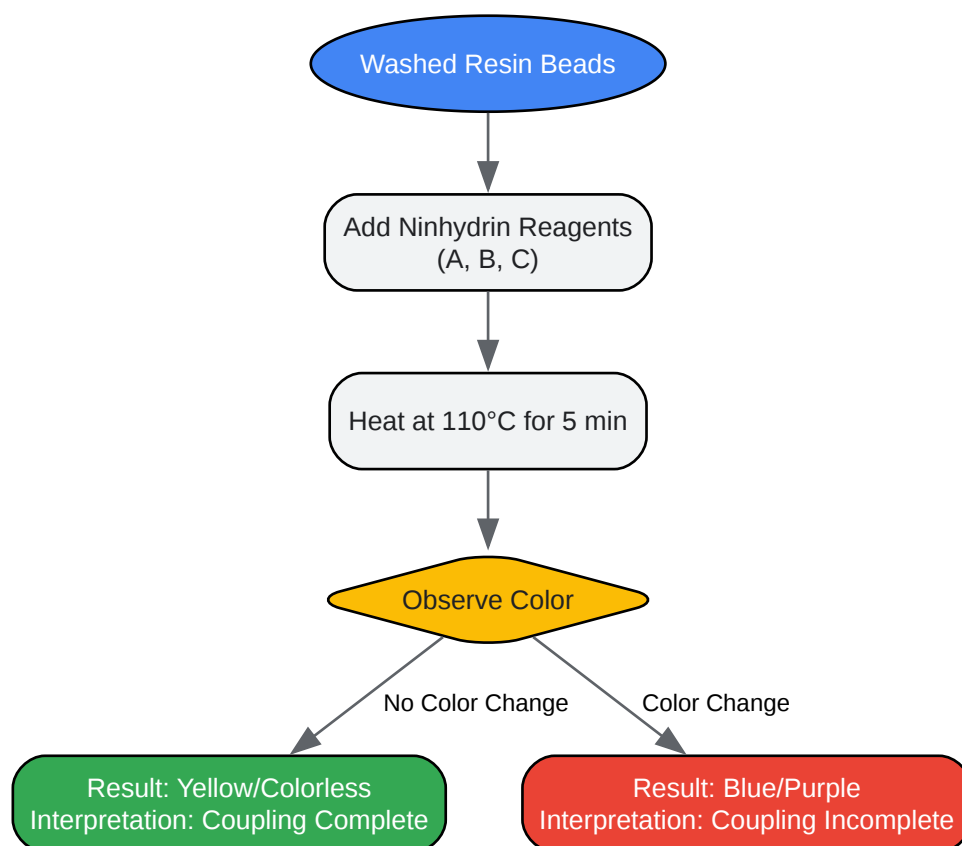 Washed Resin Beads
Add Ninhydrin Reagents
(A, B, C)
Heat at 110°C for 5 min
Observe Color
No Color Change
Color Change
Result: Yellow/Colorless
Interpretation: Coupling Complete
Result: Blue/Purple
Interpretation: Coupling Incomplete